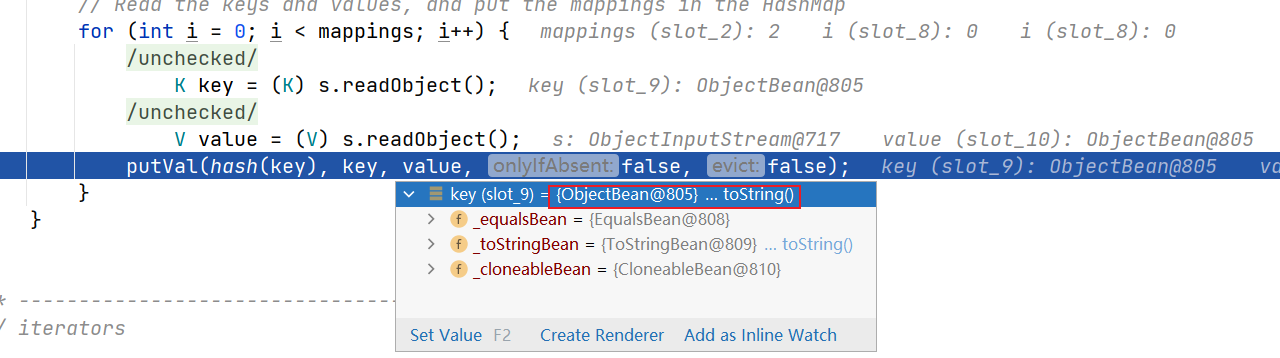 // Read the keys and values, and put the mappings in the HashMap
for (int i = 0; i < mappings; i++) { mappings (slot_2): 2 i (slot_8): 0 i (slot_8): 0
/unchecked/
K key = (K) s.readObject(); key (slot_9): ObjectBean@805
/unchecked/
V value = (V) s.readObject(); s: ObjectInputStream@717 value (slot_10): ObjectBean@805
putVal(hash(key), key, value, onlyIfAbsent: false, evict: false); key (slot_9): ObjectBean@805 va
}
key (slot_9) = {ObjectBean@805} ... toString()
}
f _equalsBean = {EqualsBean@808}
f _toStringBean = {ToStringBean@809} ... toString()
f _cloneableBean = {CloneableBean@810}
* ------------------------------
/ iterators
Set Value F2 Create Renderer Add as Inline Watch